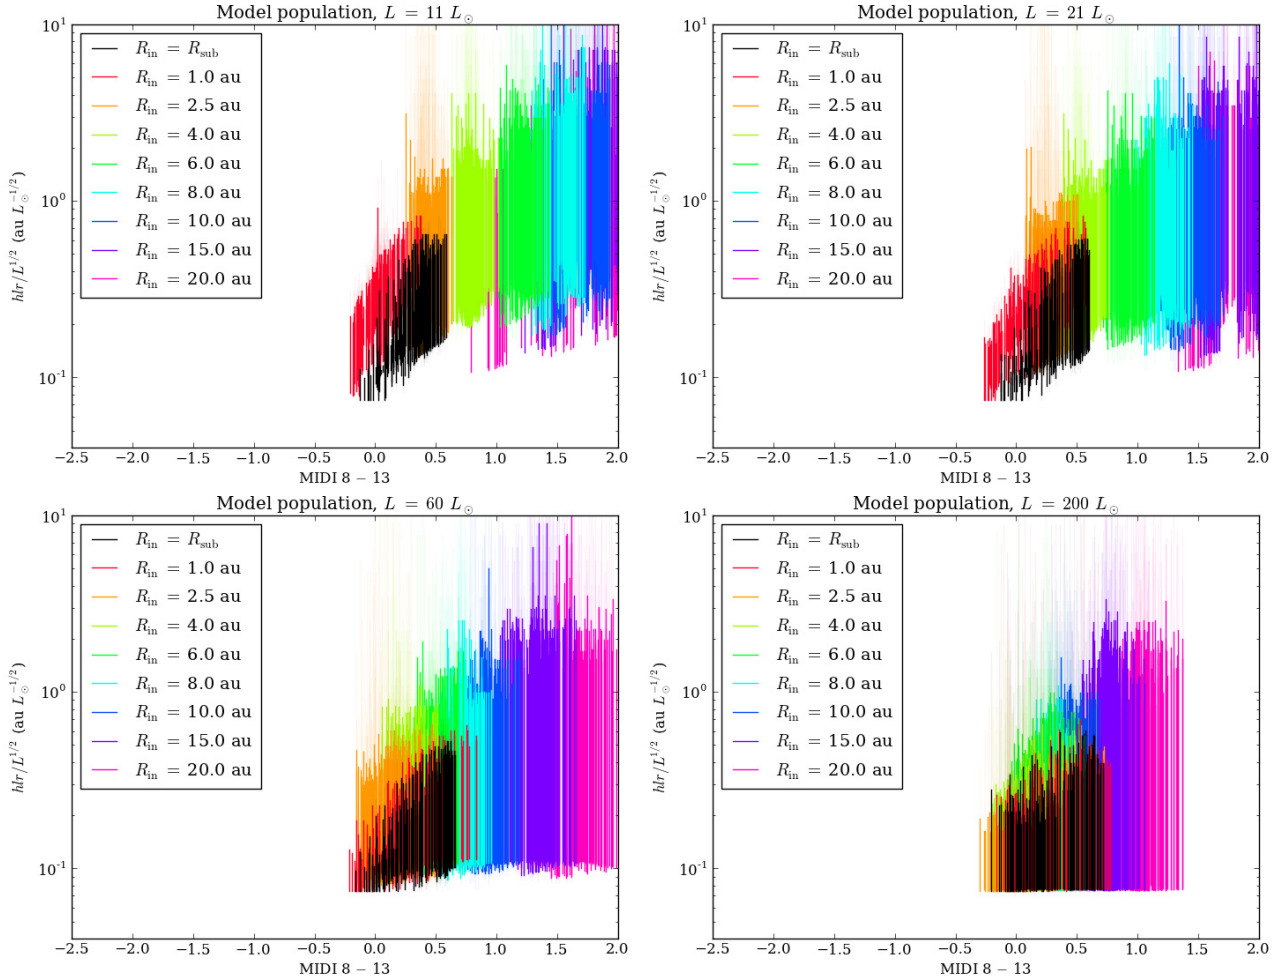 Model population, L = 11 L⊙
R_in = R_sub
R_in = 1.0 au
R_in = 2.5 au
R_in = 4.0 au
R_in = 6.0 au
R_in = 8.0 au
R_in = 10.0 au
R_in = 15.0 au
R_in = 20.0 au
10^1
10^0
10^-1
hlr/L^1/2 (au L⊙^-1/2)
−2.5 −2.0 −1.5 −1.0 −0.5 0.0 0.5 1.0 1.5 2.0
MIDI 8 − 13
Model population, L = 21 L⊙
R_in = R_sub
R_in = 1.0 au
R_in = 2.5 au
R_in = 4.0 au
R_in = 6.0 au
R_in = 8.0 au
R_in = 10.0 au
R_in = 15.0 au
R_in = 20.0 au
10^1
10^0
10^-1
hlr/L^1/2 (au L⊙^-1/2)
−2.5 −2.0 −1.5 −1.0 −0.5 0.0 0.5 1.0 1.5 2.0
MIDI 8 − 13
Model population, L = 60 L⊙
R_in = R_sub
R_in = 1.0 au
R_in = 2.5 au
R_in = 4.0 au
R_in = 6.0 au
R_in = 8.0 au
R_in = 10.0 au
R_in = 15.0 au
R_in = 20.0 au
10^1
10^0
10^-1
hlr/L^1/2 (au L⊙^-1/2)
−2.5 −2.0 −1.5 −1.0 −0.5 0.0 0.5 1.0 1.5 2.0
MIDI 8 − 13
Model population, L = 200 L⊙
R_in = R_sub
R_in = 1.0 au
R_in = 2.5 au
R_in = 4.0 au
R_in = 6.0 au
R_in = 8.0 au
R_in = 10.0 au
R_in = 15.0 au
R_in = 20.0 au
10^1
10^0
10^-1
hlr/L^1/2 (au L⊙^-1/2)
−2.5 −2.0 −1.5 −1.0 −0.5 0.0 0.5 1.0 1.5 2.0
MIDI 8 − 13